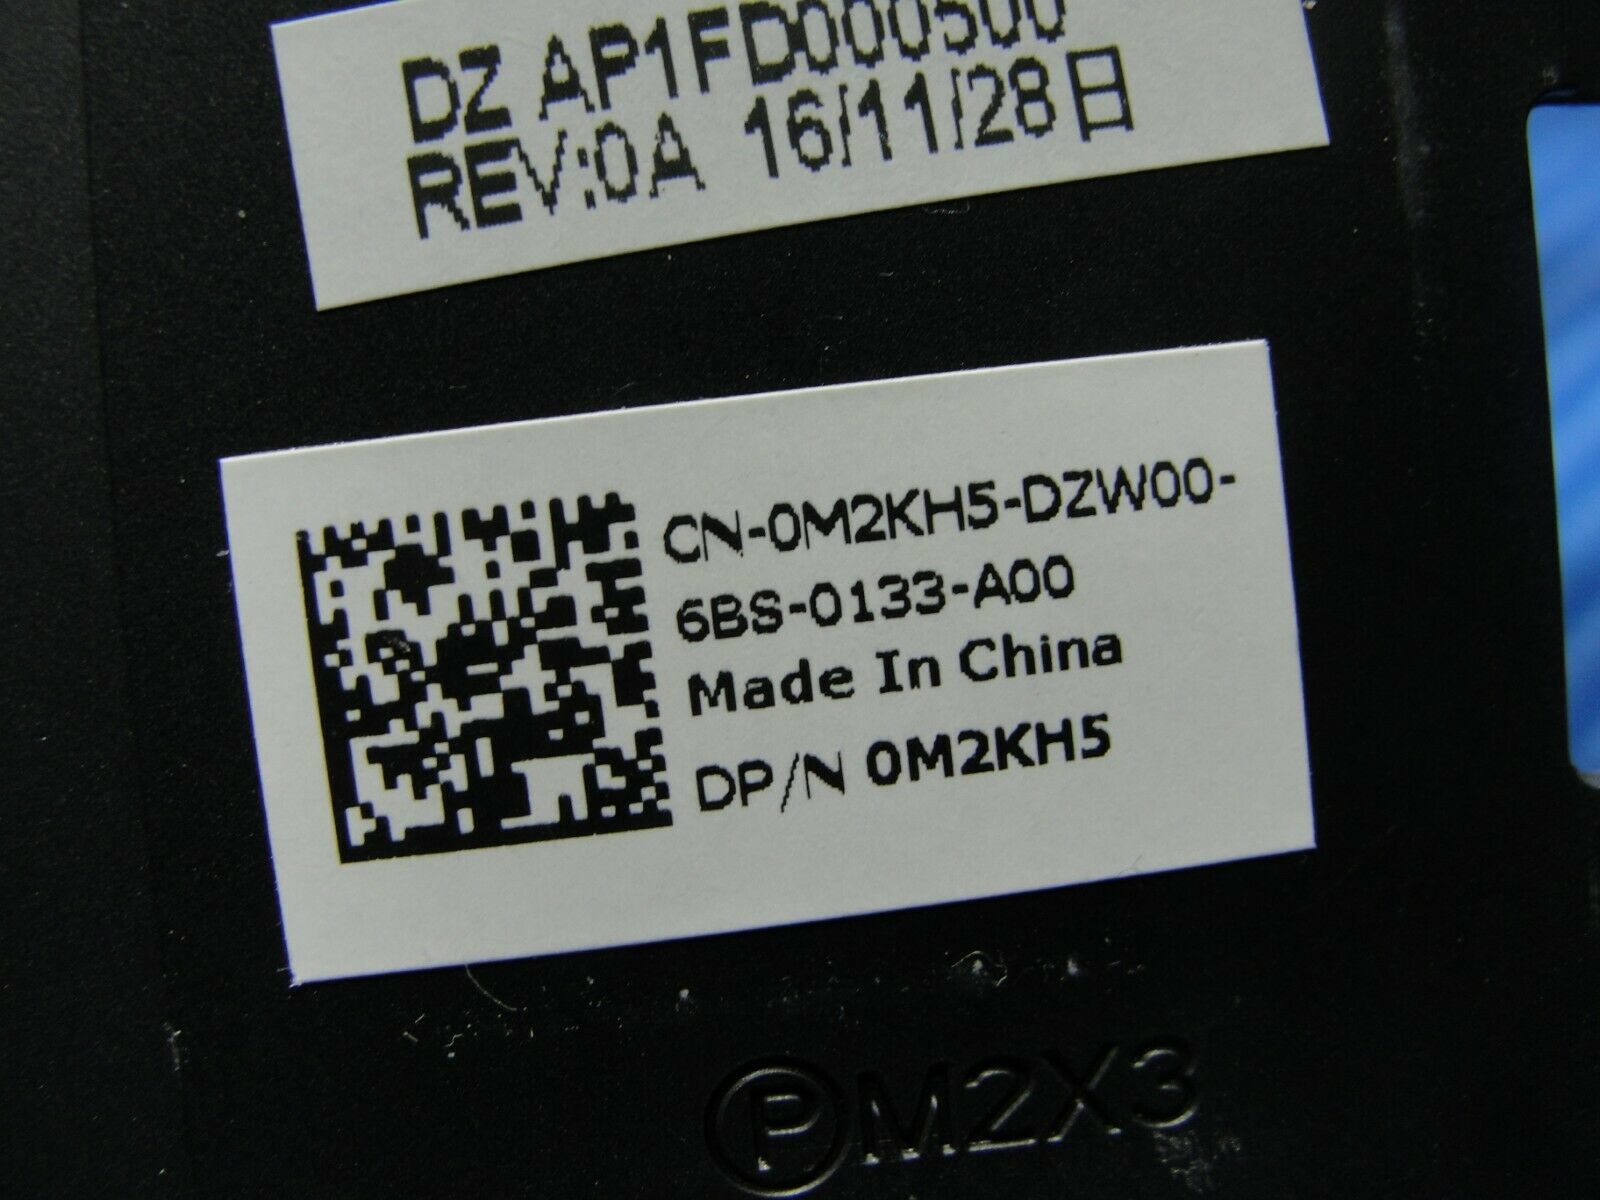 DZ AP1FD000500
REV:0A 16/11/28日
CN-0M2KH5-DZW00-
6BS-0133-A00
Made In China
DP/N 0M2KH5
Ⓟ M2X3